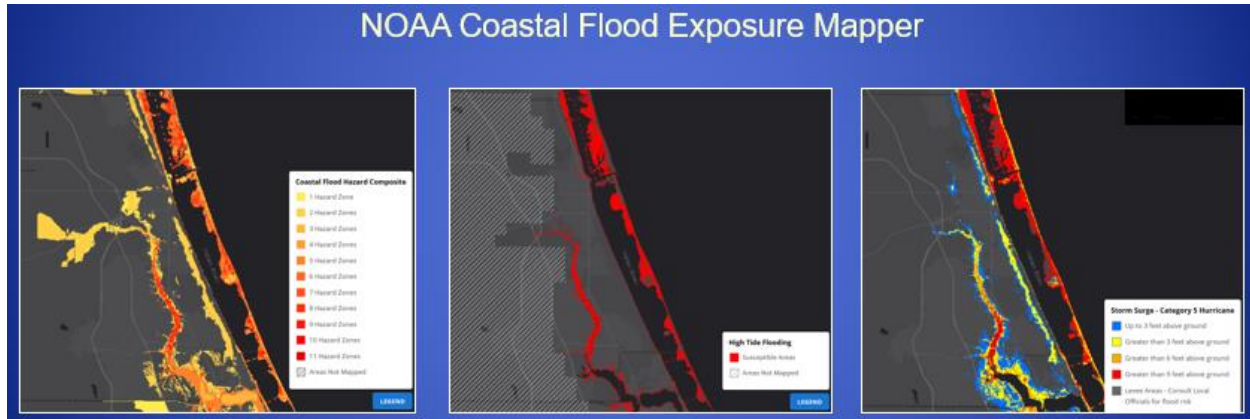 NOAA Coastal Flood Exposure Mapper
Coastal Flood Hazard Composite
1 Hazard Zone
2 Hazard Zones
3 Hazard Zones
4 Hazard Zones
5 Hazard Zones
6 Hazard Zones
7 Hazard Zones
8 Hazard Zones
9 Hazard Zones
10 Hazard Zones
11 Hazard Zones
Areas Not Mapped
LEGEND
High Tide Flooding
Susceptible Areas
Areas Not Mapped
LEGEND
Storm Surge - Category 5 Hurricane
Up to 3 feet above ground
Greater than 3 feet above ground
Greater than 6 feet above ground
Greater than 9 feet above ground
Levee Areas - Consult Local
Officials for flood risk